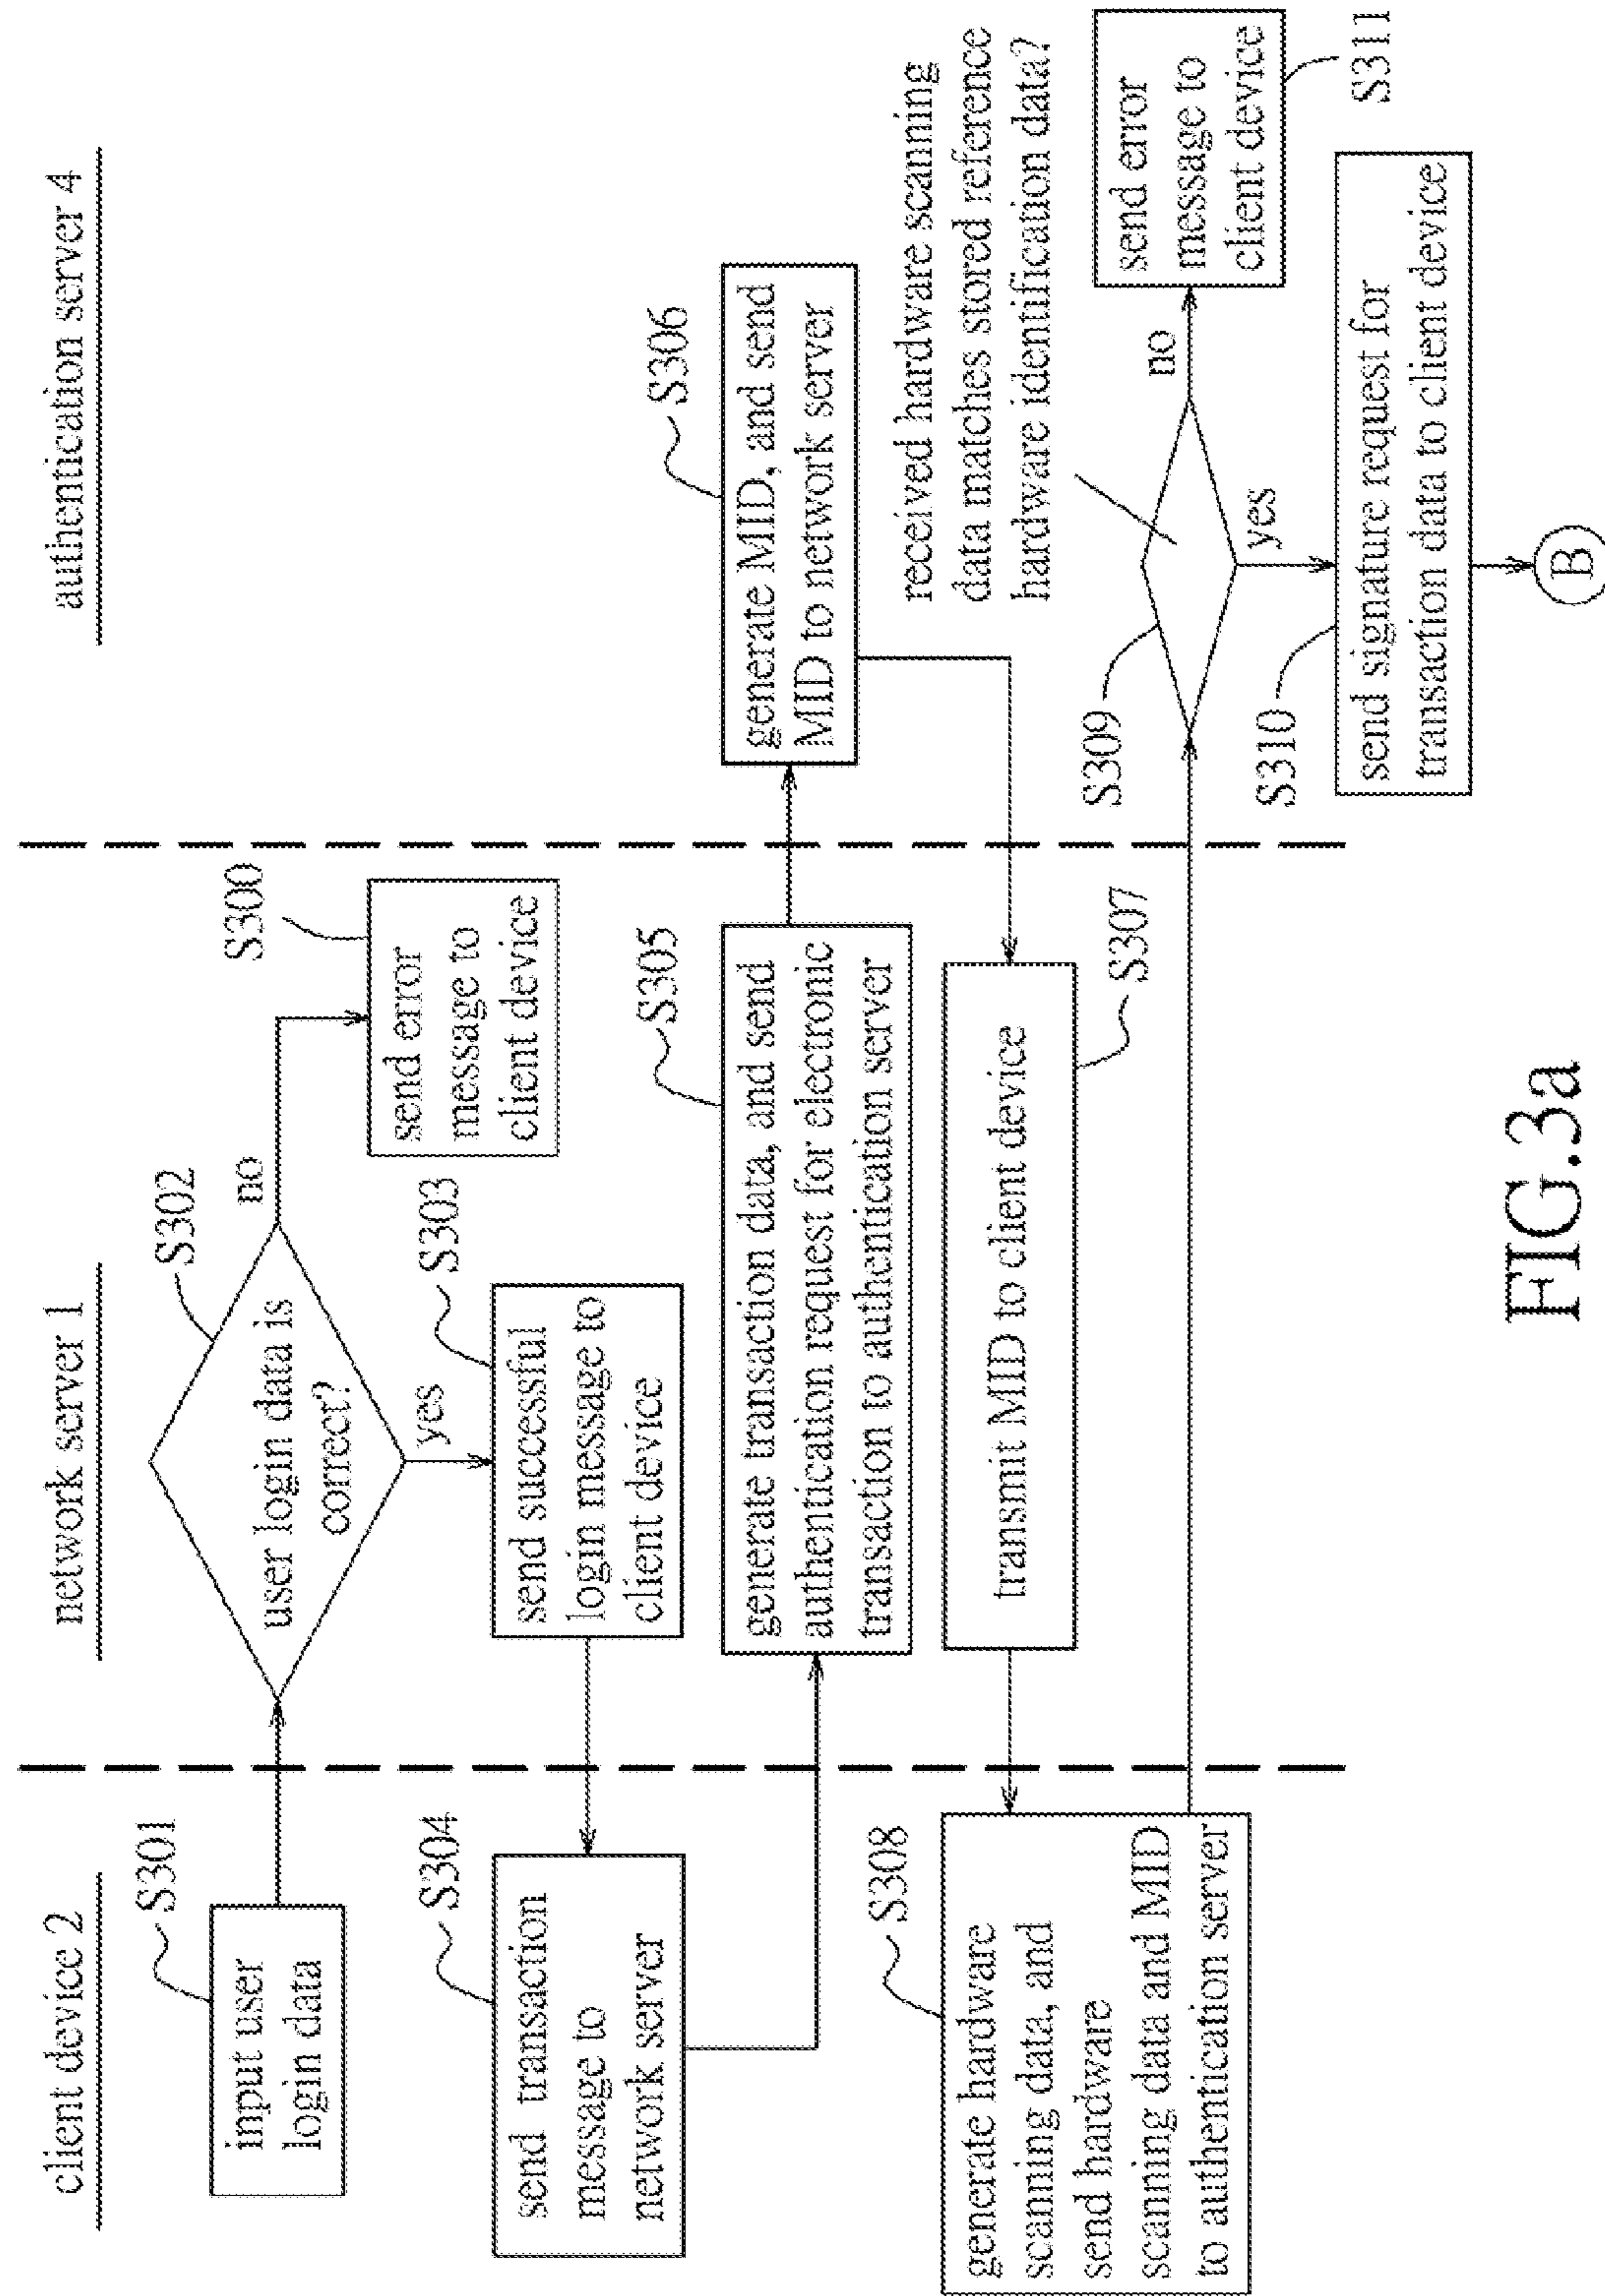 client device 2
network server 1
authentication server 4
S301
input user
login data
S302
user login data is
correct?
no
yes
S300
send error
message to
client device
S303
send successful
login message to
client device
S304
send transaction
message to
network server
S305
generate transaction data, and send
authentication request for electronic
transaction to authentication server
S306
generate MID, and send
MID to network server
transmit MID to client device
S307
S308
generate hardware
scanning data, and
send hardware
scanning data and MID
to authentication server
received hardware scanning
data matches stored reference
hardware identification data?
S309
no
yes
send error
message to
client device
S311
S310
send signature request for
transaction data to client device
B
FIG.3a